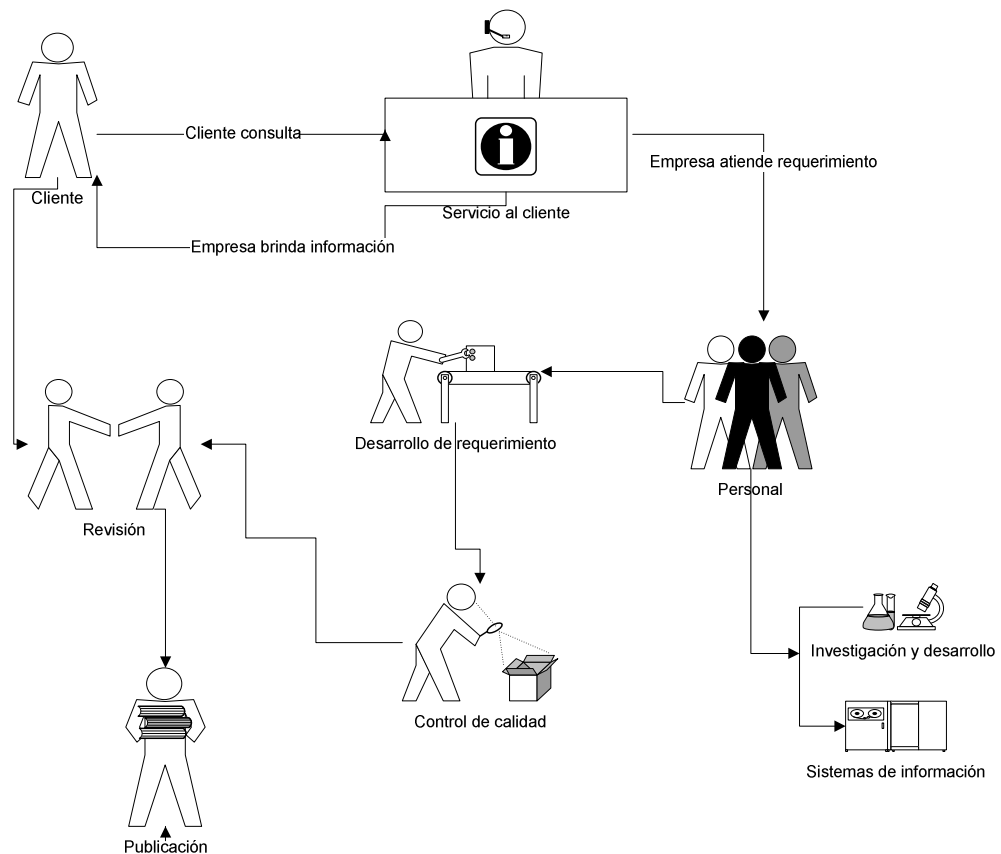 Cliente consulta
Empresa atiende requerimiento
Cliente
Servicio al cliente
Empresa brinda información
Desarrollo de requerimiento
Personal
Revisión
Investigación y desarrollo
Control de calidad
Sistemas de información
Publicación